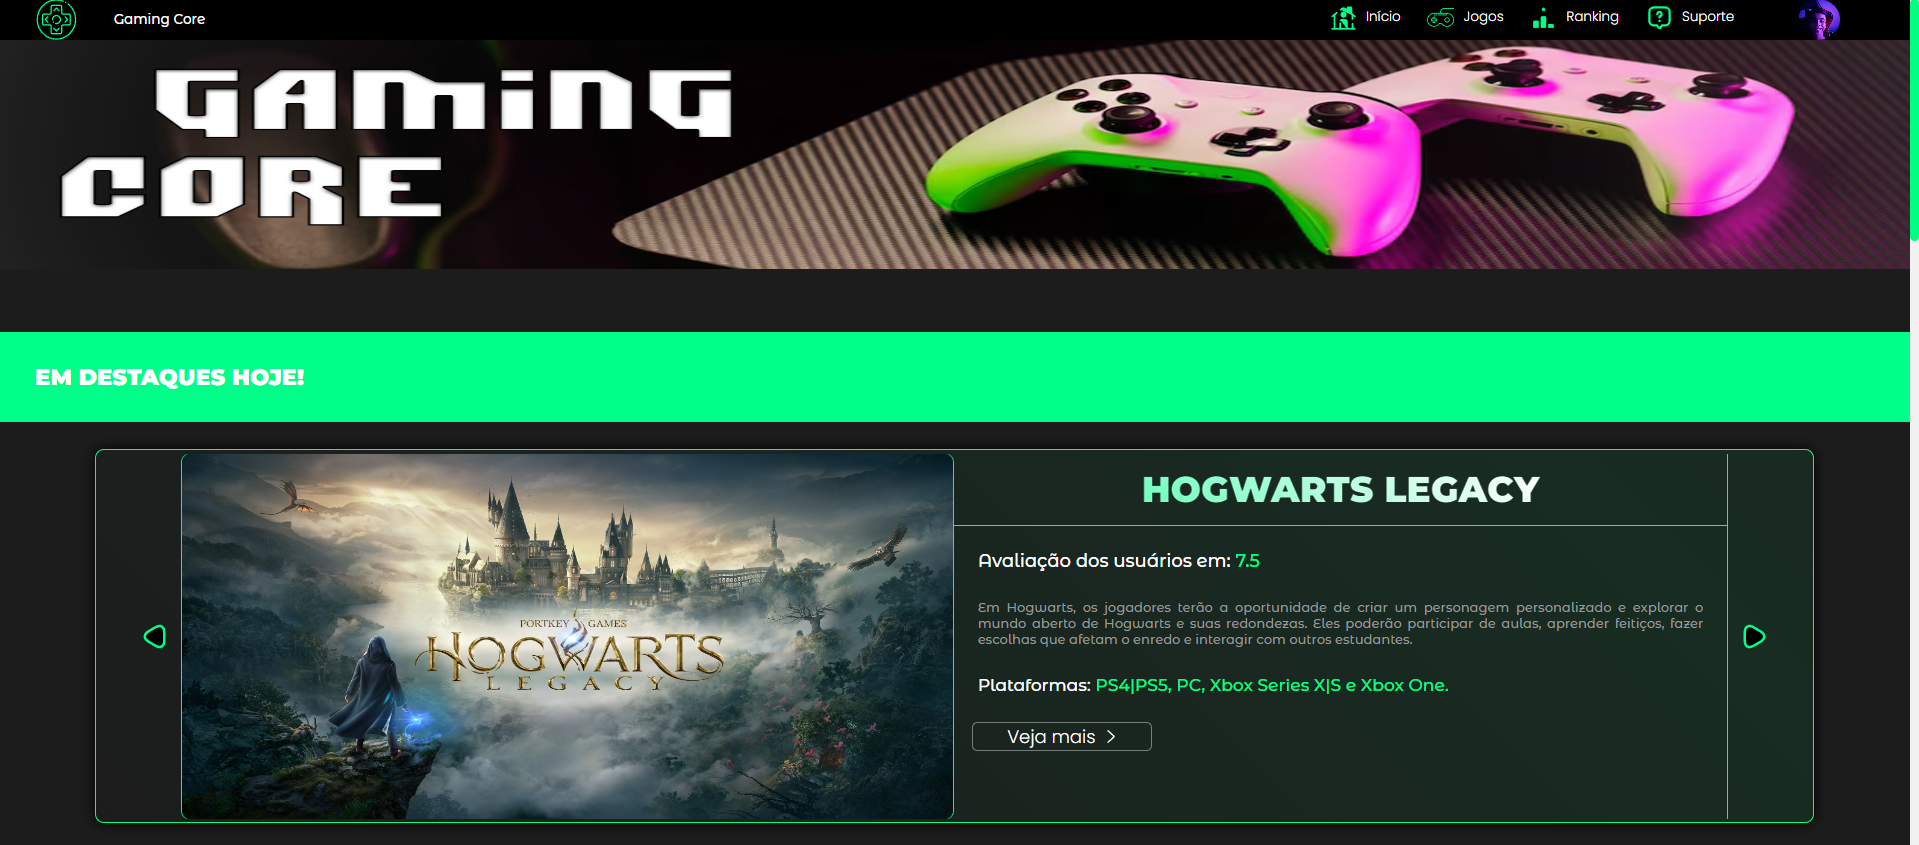 Gaming Core
Início
Jogos
Ranking
Suporte
GAMING
CORE
EM DESTAQUES HOJE!
PORTKEY GAMES
HOGWARTS
LEGACY
HOGWARTS LEGACY
Avaliação dos usuários em: 7.5
Em Hogwarts, os jogadores terão a oportunidade de criar um personagem personalizado e explorar o
mundo aberto de Hogwarts e suas redondezas. Eles poderão participar de aulas, aprender feitiços, fazer
escolhas que afetam o enredo e interagir com outros estudantes.
Plataformas: PS4|PS5, PC, Xbox Series X|S e Xbox One.
Veja mais >